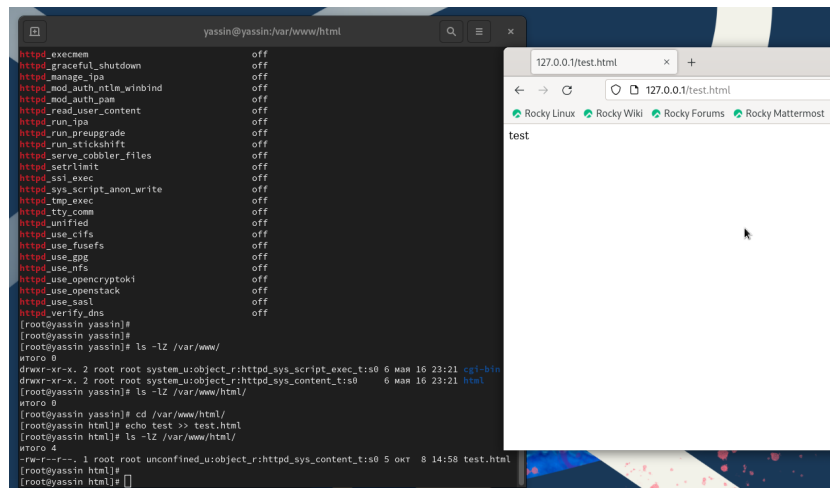 yassin@yassin:/var/www/html
httpd_execmem off
httpd_graceful_shutdown off
httpd_manage_ipa off
httpd_mod_auth_ntlm_winbind off
httpd_mod_auth_pam off
httpd_read_user_content off
httpd_run_ipa off
httpd_run_preupgrade off
httpd_run_stickshift off
httpd_serve_cobbler_files off
httpd_setrlimit off
httpd_ssi_exec off
httpd_sys_script_anon_write off
httpd_tmp_exec off
httpd_tty_comm off
httpd_unified off
httpd_use_cifs off
httpd_use_fusefs off
httpd_use_gpg off
httpd_use_nfs off
httpd_use_opencryptoki off
httpd_use_openstack off
httpd_use_sasl off
httpd_verify_dns off
[root@yassin yassin]#
[root@yassin yassin]#
[root@yassin yassin]# ls -lZ /var/www/
итого 0
drwxr-xr-x. 2 root root system_u:object_r:httpd_sys_script_exec_t:s0 6 мая 16 23:21 cgi-bin
drwxr-xr-x. 2 root root system_u:object_r:httpd_sys_content_t:s0 6 мая 16 23:21 html
[root@yassin yassin]# ls -lZ /var/www/html/
итого 0
[root@yassin yassin]# cd /var/www/html/
[root@yassin html]# echo test >> test.html
[root@yassin html]# ls -lZ /var/www/html/
итого 4
-rw-r--r--. 1 root root unconfined_u:object_r:httpd_sys_content_t:s0 5 окт 8 14:58 test.html
[root@yassin html]#
[root@yassin html]#
127.0.0.1/test.html
127.0.0.1/test.html
Rocky Linux Rocky Wiki Rocky Forums Rocky Mattermost
test